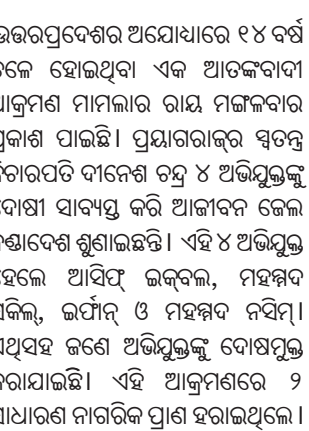 ଉତ୍ତରପ୍ରଦେଶର ଅଯୋଧ୍ୟାରେ ୧୪ ବର୍ଷ
ତଳେ ହୋଇଥିବା ଏକ ଆତଙ୍କବାଦୀ
ଆକ୍ରମଣ ମାମଲାର ରାୟ ମଙ୍ଗଳବାର
ପ୍ରକାଶ ପାଇଛି। ପ୍ରୟାଗରାଜ୍‌ର ସ୍ବତନ୍ତ୍ର
ବିଚାରପତି ଦୀନେଶ ଚନ୍ଦ୍ର ୪ ଅଭିଯୁକ୍ତଙ୍କୁ
ଦୋଷୀ ସାବ୍ୟସ୍ତ କରି ଆଜୀବନ ଜେଲ
ଦଣ୍ଡାଦେଶ ଶୁଣାଇଛନ୍ତି। ଏହି ୪ ଅଭିଯୁକ୍ତ
ହେଲେ ଆସିଫ୍ ଇକ୍‌ବଲ, ମହମ୍ମଦ
ସକିଲ୍, ଇର୍ଫାନ୍ ଓ ମହମ୍ମଦ ନସିମ୍।
ଏଥିସହ ଜଣେ ଅଭିଯୁକ୍ତଙ୍କୁ ଦୋଷମୁକ୍ତ
କରାଯାଇଛି। ଏହି ଆକ୍ରମଣରେ ୨
ସାଧାରଣ ନାଗରିକ ପ୍ରାଣ ହରାଇଥିଲେ।